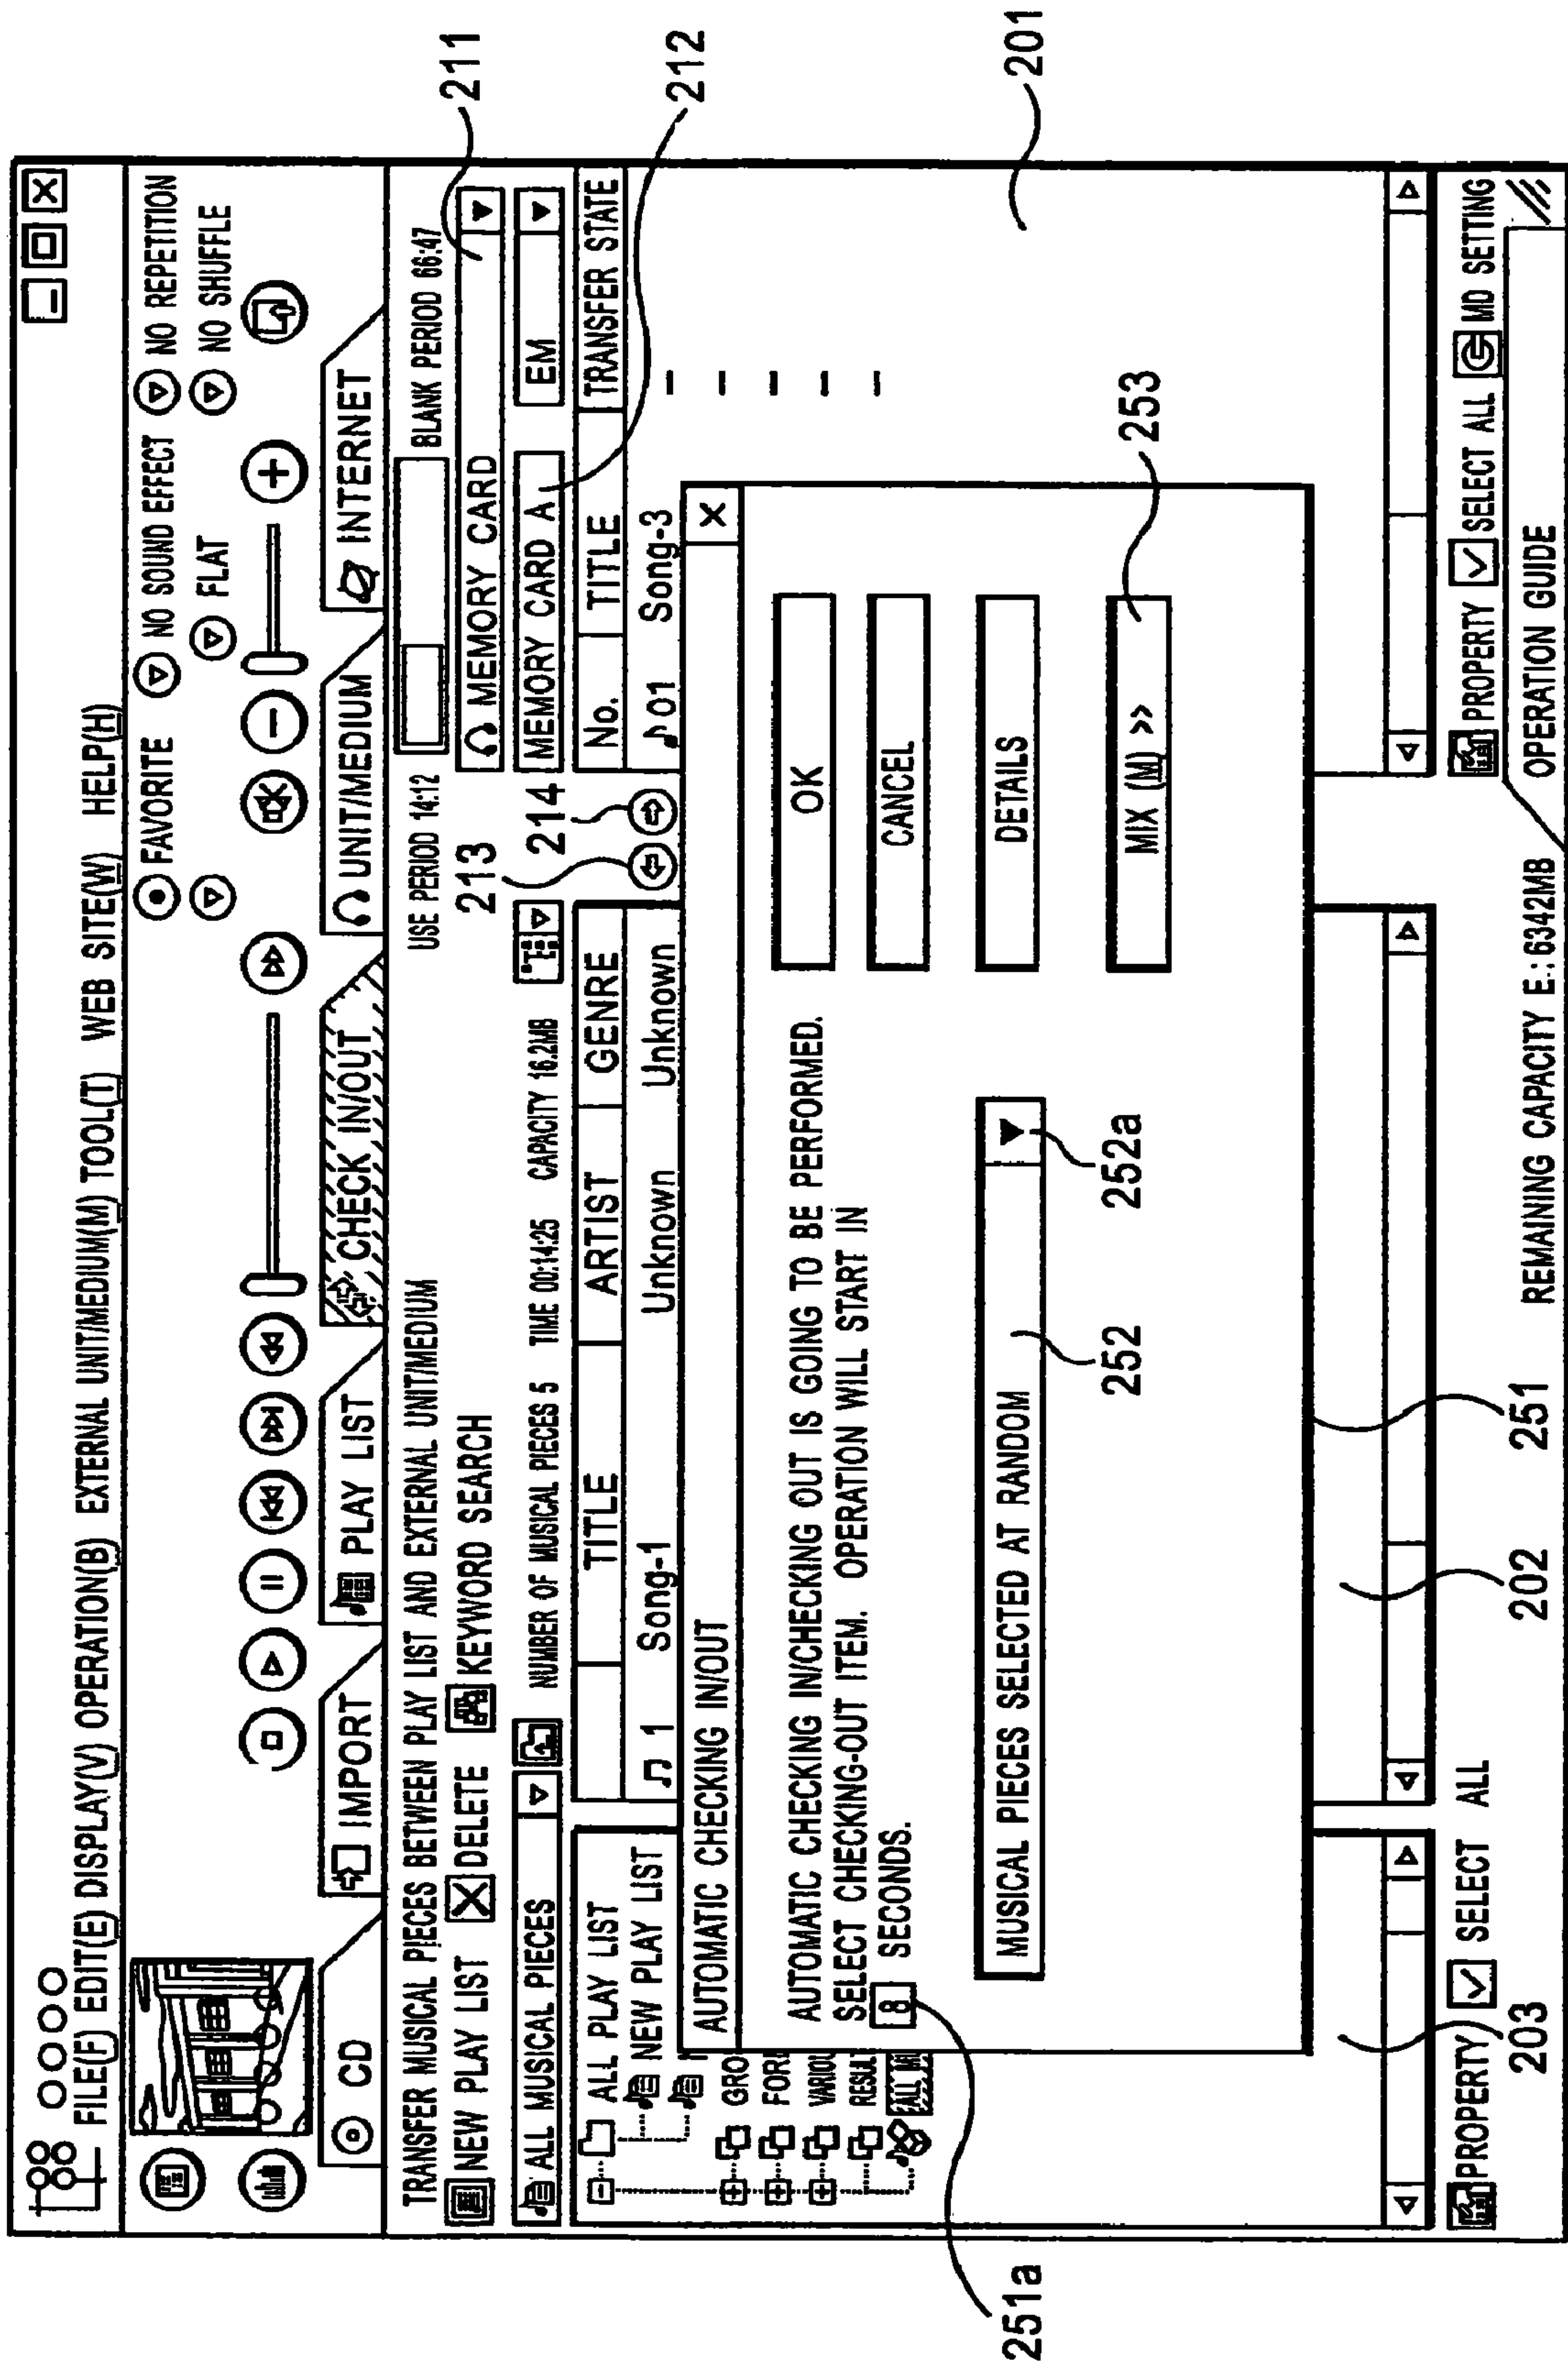 OOOO
FILE(F) EDIT(E) DISPLAY(V) OPERATION(B) EXTERNAL UNIT/MEDIUM(M) TOOL(T) WEB SITE(W) HELP(H)
FAVORITE NO SOUND EFFECT NO REPETITION
FLAT NO SHUFFLE
CD IMPORT PLAY LIST CHECK IN/OUT UNIT/MEDIUM INTERNET
TRANSFER MUSICAL PIECES BETWEEN PLAY LIST AND EXTERNAL UNIT/MEDIUM
USE PERIOD 14:12 BLANK PERIOD 66:47
NEW PLAY LIST DELETE KEYWORD SEARCH
213
MEMORY CARD
211
ALL MUSICAL PIECES NUMBER OF MUSICAL PIECES 5 TIME 00:14:25 CAPACITY 16.2MB
214
MEMORY CARD A EM
212
ALL PLAY LIST
TITLE ARTIST GENRE
No. TITLE TRANSFER STATE
NEW PLAY LIST
1 Song-1 Unknown Unknown
01 Song-3
GRO
FOR
VARIOU
RESUL
ALL MU
AUTOMATIC CHECKING IN/OUT X
AUTOMATIC CHECKING IN/CHECKING OUT IS GOING TO BE PERFORMED.
SELECT CHECKING-OUT ITEM. OPERATION WILL START IN
8 SECONDS.
251a
OK
CANCEL
DETAILS
MIX (M) >>
253
MUSICAL PIECES SELECTED AT RANDOM
252
252a
201
PROPERTY SELECT ALL
PROPERTY SELECT ALL MD SETTING
203
202
251
REMAINING CAPACITY E:6342MB OPERATION GUIDE